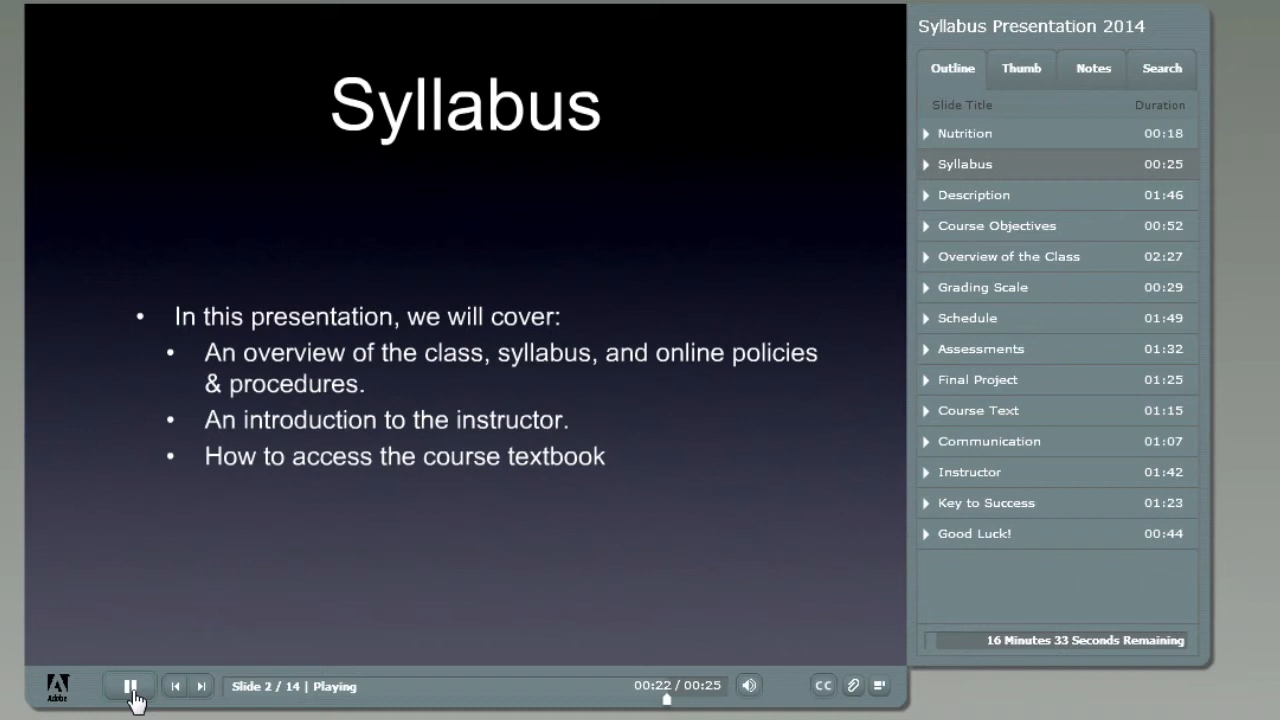 Syllabus
• In this presentation, we will cover:
• An overview of the class, syllabus, and online policies
& procedures.
• An introduction to the instructor.
• How to access the course textbook
Adobe
Slide 2 / 14 | Playing
00:22 / 00:25
CC
Syllabus Presentation 2014
Outline Thumb Notes Search
Slide Title Duration
Nutrition 00:18
Syllabus 00:25
Description 01:46
Course Objectives 00:52
Overview of the Class 02:27
Grading Scale 00:29
Schedule 01:49
Assessments 01:32
Final Project 01:25
Course Text 01:15
Communication 01:07
Instructor 01:42
Key to Success 01:23
Good Luck! 00:44
16 Minutes 33 Seconds Remaining